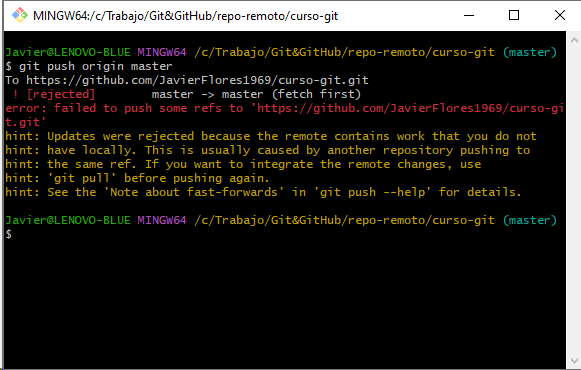 MINGW64:/c/Trabajo/Git&GitHub/repo-remoto/curso-git
Javier@LENOVO-BLUE MINGW64 /c/Trabajo/Git&GitHub/repo-remoto/curso-git (master)
$ git push origin master
To https://github.com/JavierFlores1969/curso-git.git
 ! [rejected]        master -> master (fetch first)
error: failed to push some refs to 'https://github.com/JavierFlores1969/curso-gi
t.git'
hint: Updates were rejected because the remote contains work that you do not
hint: have locally. This is usually caused by another repository pushing to
hint: the same ref. If you want to integrate the remote changes, use
hint: 'git pull' before pushing again.
hint: See the 'Note about fast-forwards' in 'git push --help' for details.
Javier@LENOVO-BLUE MINGW64 /c/Trabajo/Git&GitHub/repo-remoto/curso-git (master)
$